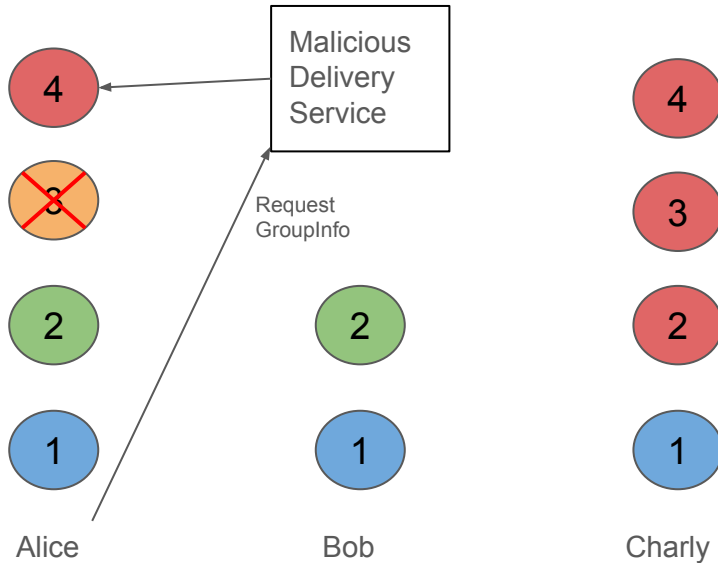 Malicious
Delivery
Service
4
4
3
3
Request
GroupInfo
2
2
2
1
1
1
Alice
Bob
Charly